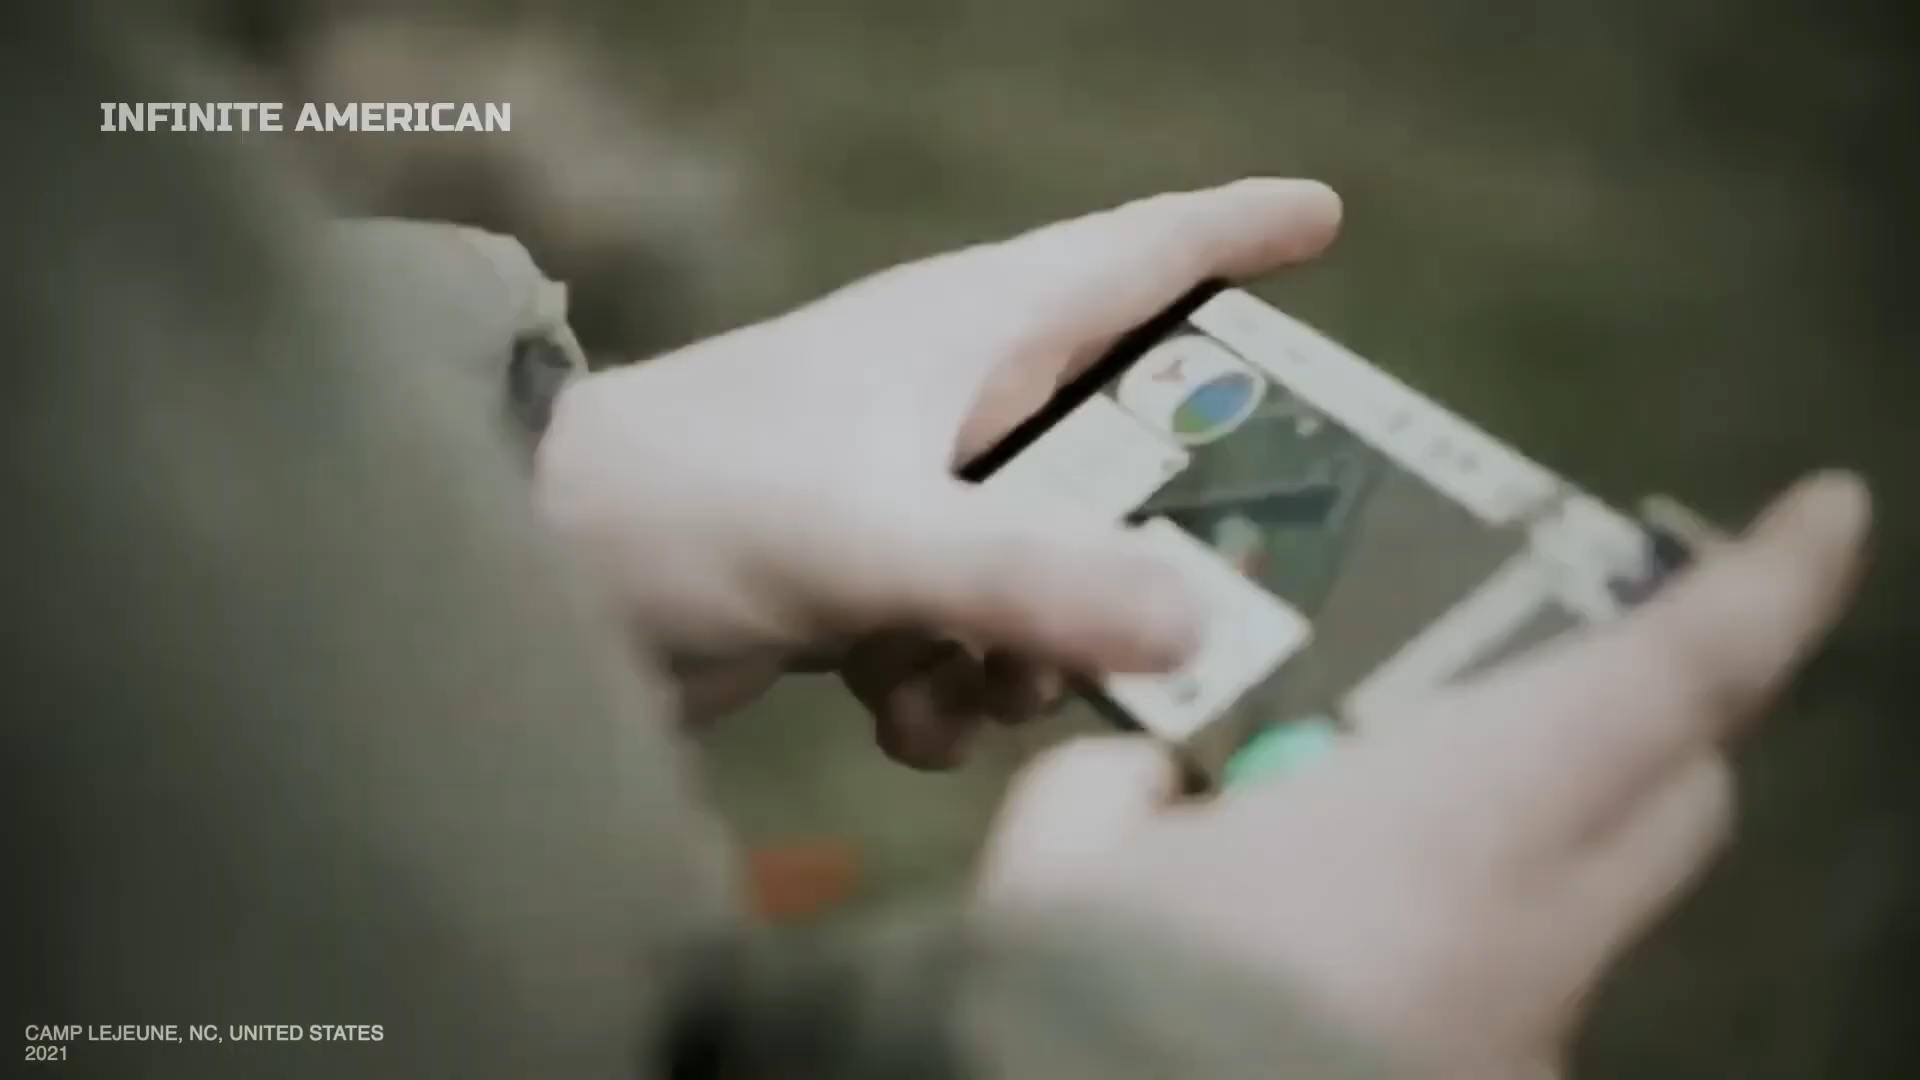 INFINITE AMERICAN
CAMP LEJEUNE, NC, UNITED STATES
2021